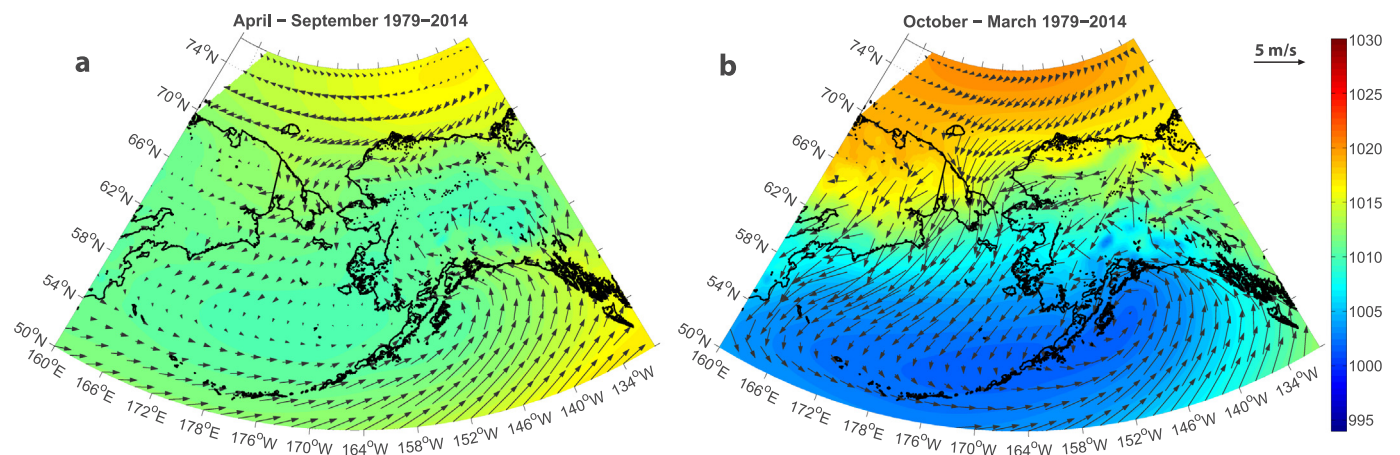 April − September 1979−2014
October − March 1979−2014
a
b
5 m/s
74°N
70°N
66°N
62°N
58°N
54°N
50°N
160°E
166°E
172°E
178°E
176°W
170°W
164°W
158°W
152°W
146°W
140°W
134°W
74°N
70°N
66°N
62°N
58°N
54°N
50°N
160°E
166°E
172°E
178°E
176°W
170°W
164°W
158°W
152°W
146°W
140°W
134°W
1030
1025
1020
1015
1010
1005
1000
995